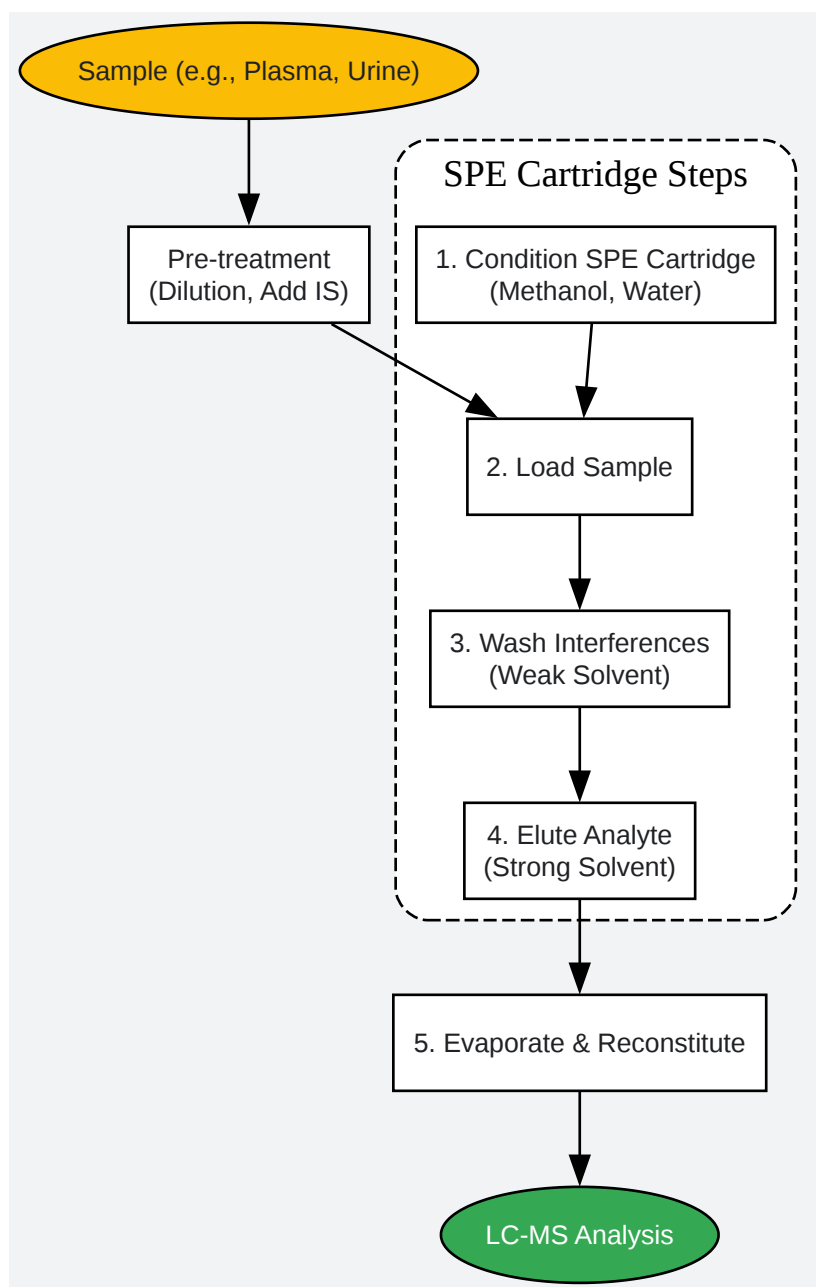 Sample (e.g., Plasma, Urine)
SPE Cartridge Steps
Pre-treatment
(Dilution, Add IS)
1. Condition SPE Cartridge
(Methanol, Water)
2. Load Sample
3. Wash Interferences
(Weak Solvent)
4. Elute Analyte
(Strong Solvent)
5. Evaporate & Reconstitute
LC-MS Analysis